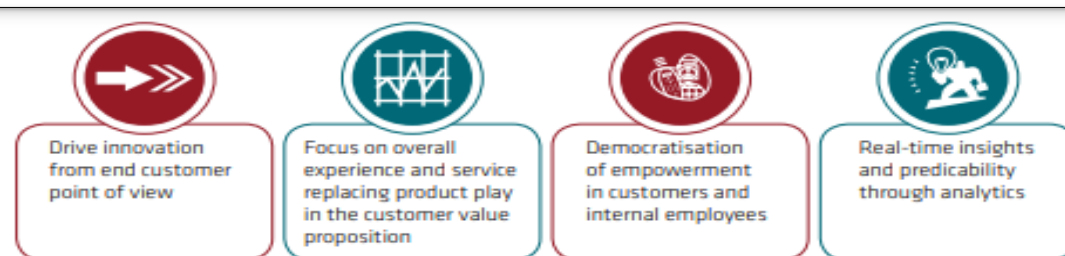 Drive innovation
from end customer
point of view
Focus on overall
experience and service
replacing product play
in the customer value
proposition
Democratisation
of empowerment
in customers and
internal employees
Real-time insights
and predicability
through analytics